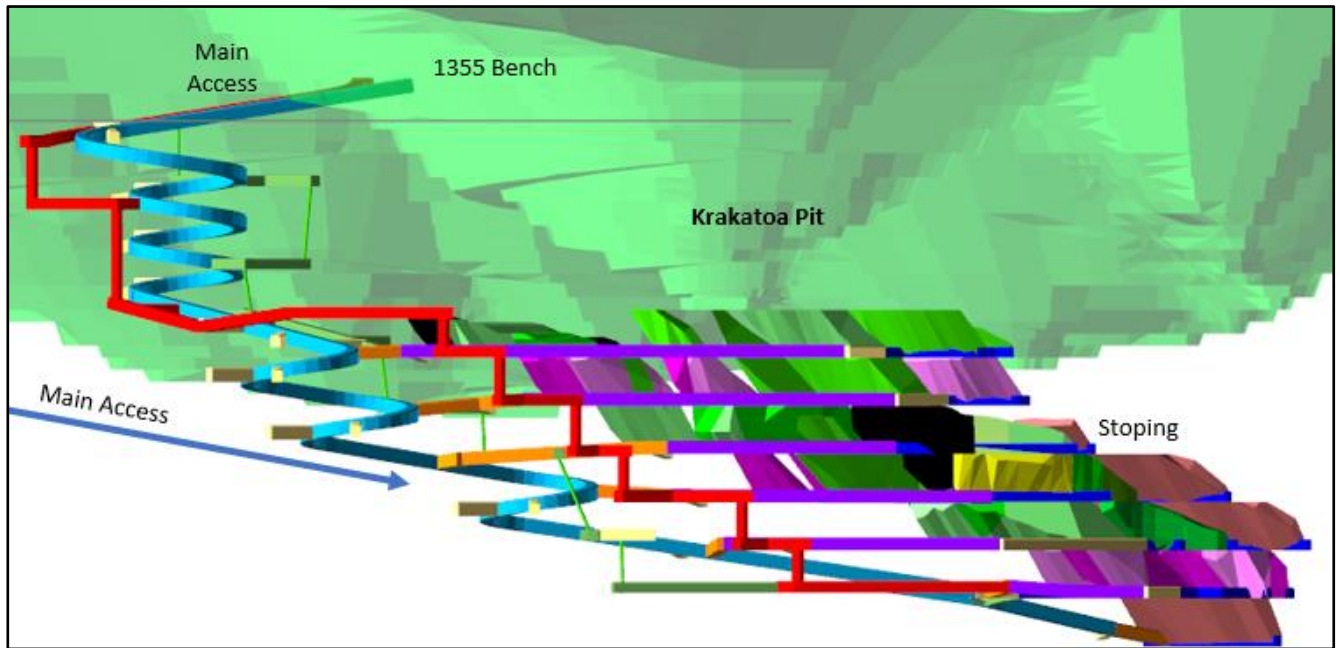 Main
Access
1355 Bench
Krakatoa Pit
Main Access
Stoping